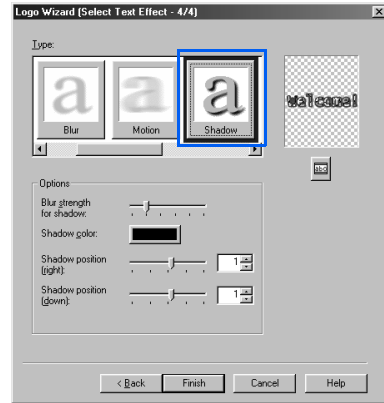 Logo Wizard (Select Text Effect - 4/4)
Type:
a a a
Blur Motion Shadow
Welcome!
abc
Options
Blur strength
for shadow:
Shadow color:
Shadow position
(right):
1
Shadow position
(down):
1
< Back Finish Cancel Help